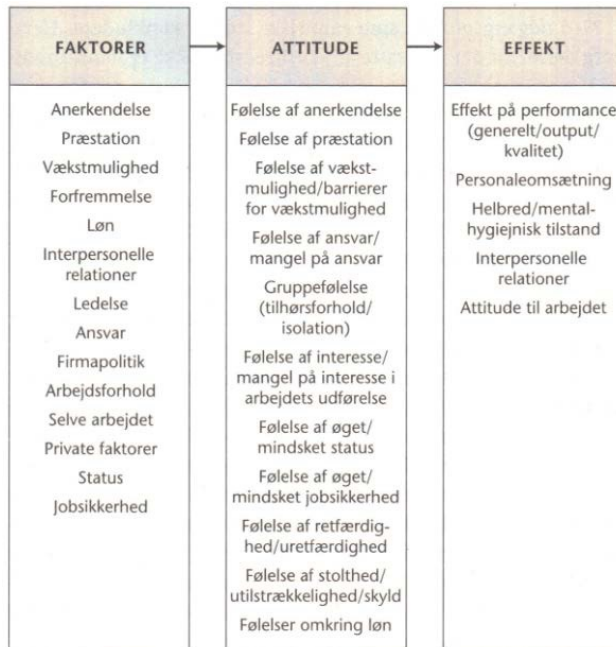 FAKTORER
Anerkendelse
Præstation
Vækstmulighed
Forfremmelse
Løn
Interpersonelle
relationer
Ledelse
Ansvar
Firmapolitik
Arbejdsforhold
Selve arbejdet
Private faktorer
Status
Jobsikkerhed
ATTITUDE
Følelse af anerkendelse
Følelse af præstation
Følelse af vækst-
mulighed/barrierer
for vækstmulighed
Følelse af ansvar/
mangel på ansvar
Gruppefølelse
(tilhørsforhold/
isolation)
Følelse af interesse/
mangel på interesse i
arbejdets udførelse
Følelse af øget/
mindsket status
Følelse af øget/
mindsket jobsikkerhed
Følelse af retfærdig-
hed/uretfærdighed
Følelse af stolthed/
utilstrækkelighed/skyld
Følelser omkring løn
EFFEKT
Effekt på performance
(generelt/output/
kvalitet)
Personaleomsætning
Helbred/mental-
hygiejnisk tilstand
Interpersonelle
relationer
Attitude til arbejdet